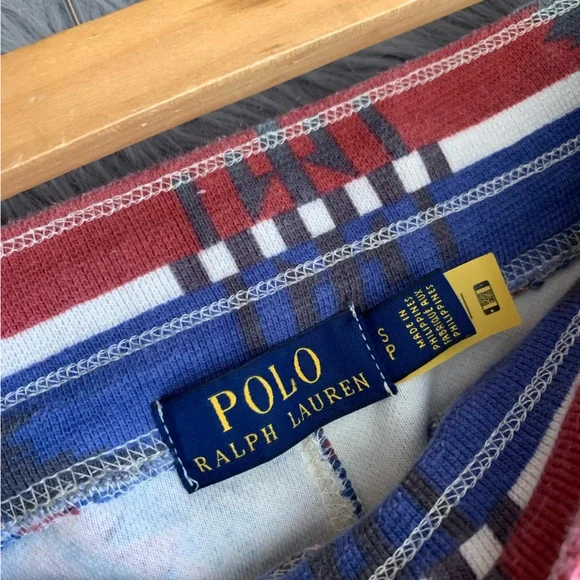 POLO
RALPH LAUREN
S P
MADE IN
PHILIPPINES
FABRIQUÉ AUX
PHILIPPINES